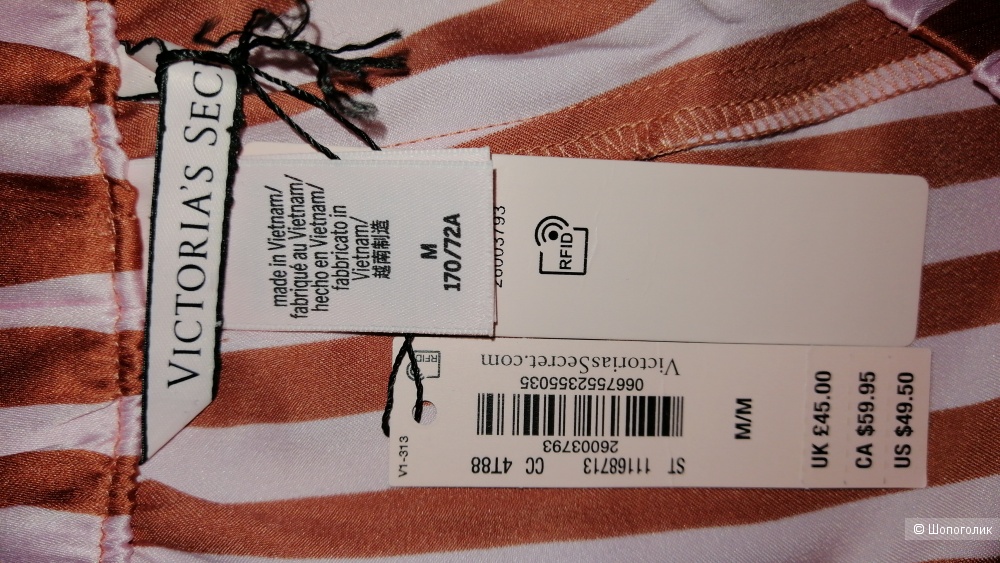 VICTORIA'S SEC
made in Vietnam/
fabriqué au Vietnam/
hecho en Vietnam/
fabbricato in
Vietnam/
越南制造
M
170/72A
26003793
RFID
RFID
VictoriasSecret.com
0667552355035
26003793
ST 11168713 CC 4T88
V1-313
M/M
UK £45.00
CA $59.95
US $49.50
© Шопоголик